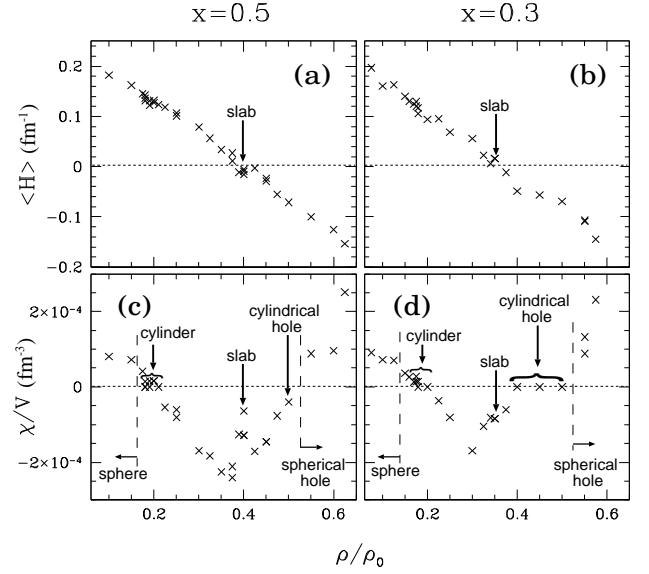 x=0.5 x=0.3
0.2 (a) (b)
slab slab
0.1
<H> (fm⁻¹)
0
−0.1
−0.2
(c) (d)
2×10⁻⁴
cylindrical hole
cylindrical hole
cylinder cylinder
slab slab
χ/V (fm⁻³)
0
−2×10⁻⁴
sphere spherical hole
sphere spherical hole
0.2 0.4 0.6 0.2 0.4 0.6
ρ/ρ₀